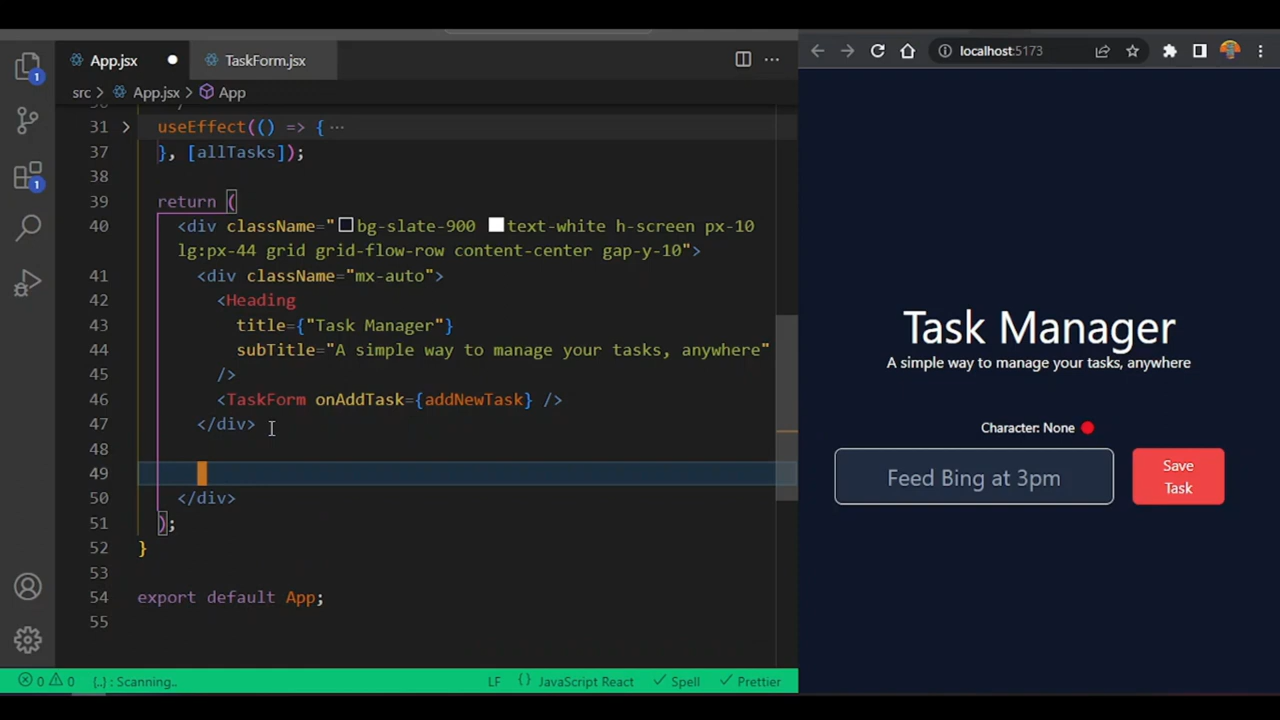 App.jsx
TaskForm.jsx
localhost:5173
src > App.jsx > App
31 useEffect(() => { ···
37 }, [allTasks]);
38
39 return (
40 <div className="bg-slate-900 text-white h-screen px-10
lg:px-44 grid grid-flow-row content-center gap-y-10">
41 <div className="mx-auto">
42 <Heading
43 title={"Task Manager"}
44 subTitle="A simple way to manage your tasks, anywhere"
45 />
46 <TaskForm onAddTask={addNewTask} />
47 </div>
48
49
50 </div>
51 );
52 }
53
54 export default App;
55
1
1
Task Manager
A simple way to manage your tasks, anywhere
Character: None
Feed Bing at 3pm
Save
Task
0 0 {..} : Scanning.. LF {} JavaScript React Spell Prettier